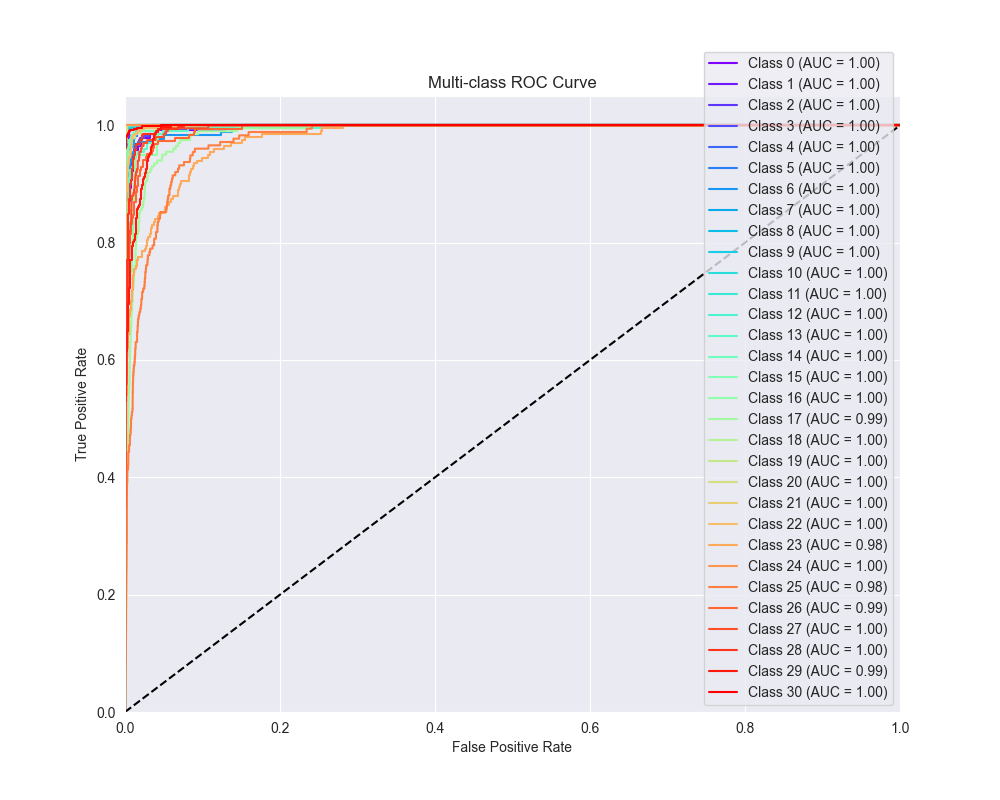 Multi-class ROC Curve
Class 0 (AUC = 1.00)
Class 1 (AUC = 1.00)
Class 2 (AUC = 1.00)
Class 3 (AUC = 1.00)
Class 4 (AUC = 1.00)
Class 5 (AUC = 1.00)
Class 6 (AUC = 1.00)
Class 7 (AUC = 1.00)
Class 8 (AUC = 1.00)
Class 9 (AUC = 1.00)
Class 10 (AUC = 1.00)
Class 11 (AUC = 1.00)
Class 12 (AUC = 1.00)
Class 13 (AUC = 1.00)
Class 14 (AUC = 1.00)
Class 15 (AUC = 1.00)
Class 16 (AUC = 1.00)
Class 17 (AUC = 0.99)
Class 18 (AUC = 1.00)
Class 19 (AUC = 1.00)
Class 20 (AUC = 1.00)
Class 21 (AUC = 1.00)
Class 22 (AUC = 1.00)
Class 23 (AUC = 0.98)
Class 24 (AUC = 1.00)
Class 25 (AUC = 0.98)
Class 26 (AUC = 0.99)
Class 27 (AUC = 1.00)
Class 28 (AUC = 1.00)
Class 29 (AUC = 0.99)
Class 30 (AUC = 1.00)
True Positive Rate
1.0
0.8
0.6
0.4
0.2
0.0
0.0 0.2 0.4 0.6 0.8 1.0
False Positive Rate